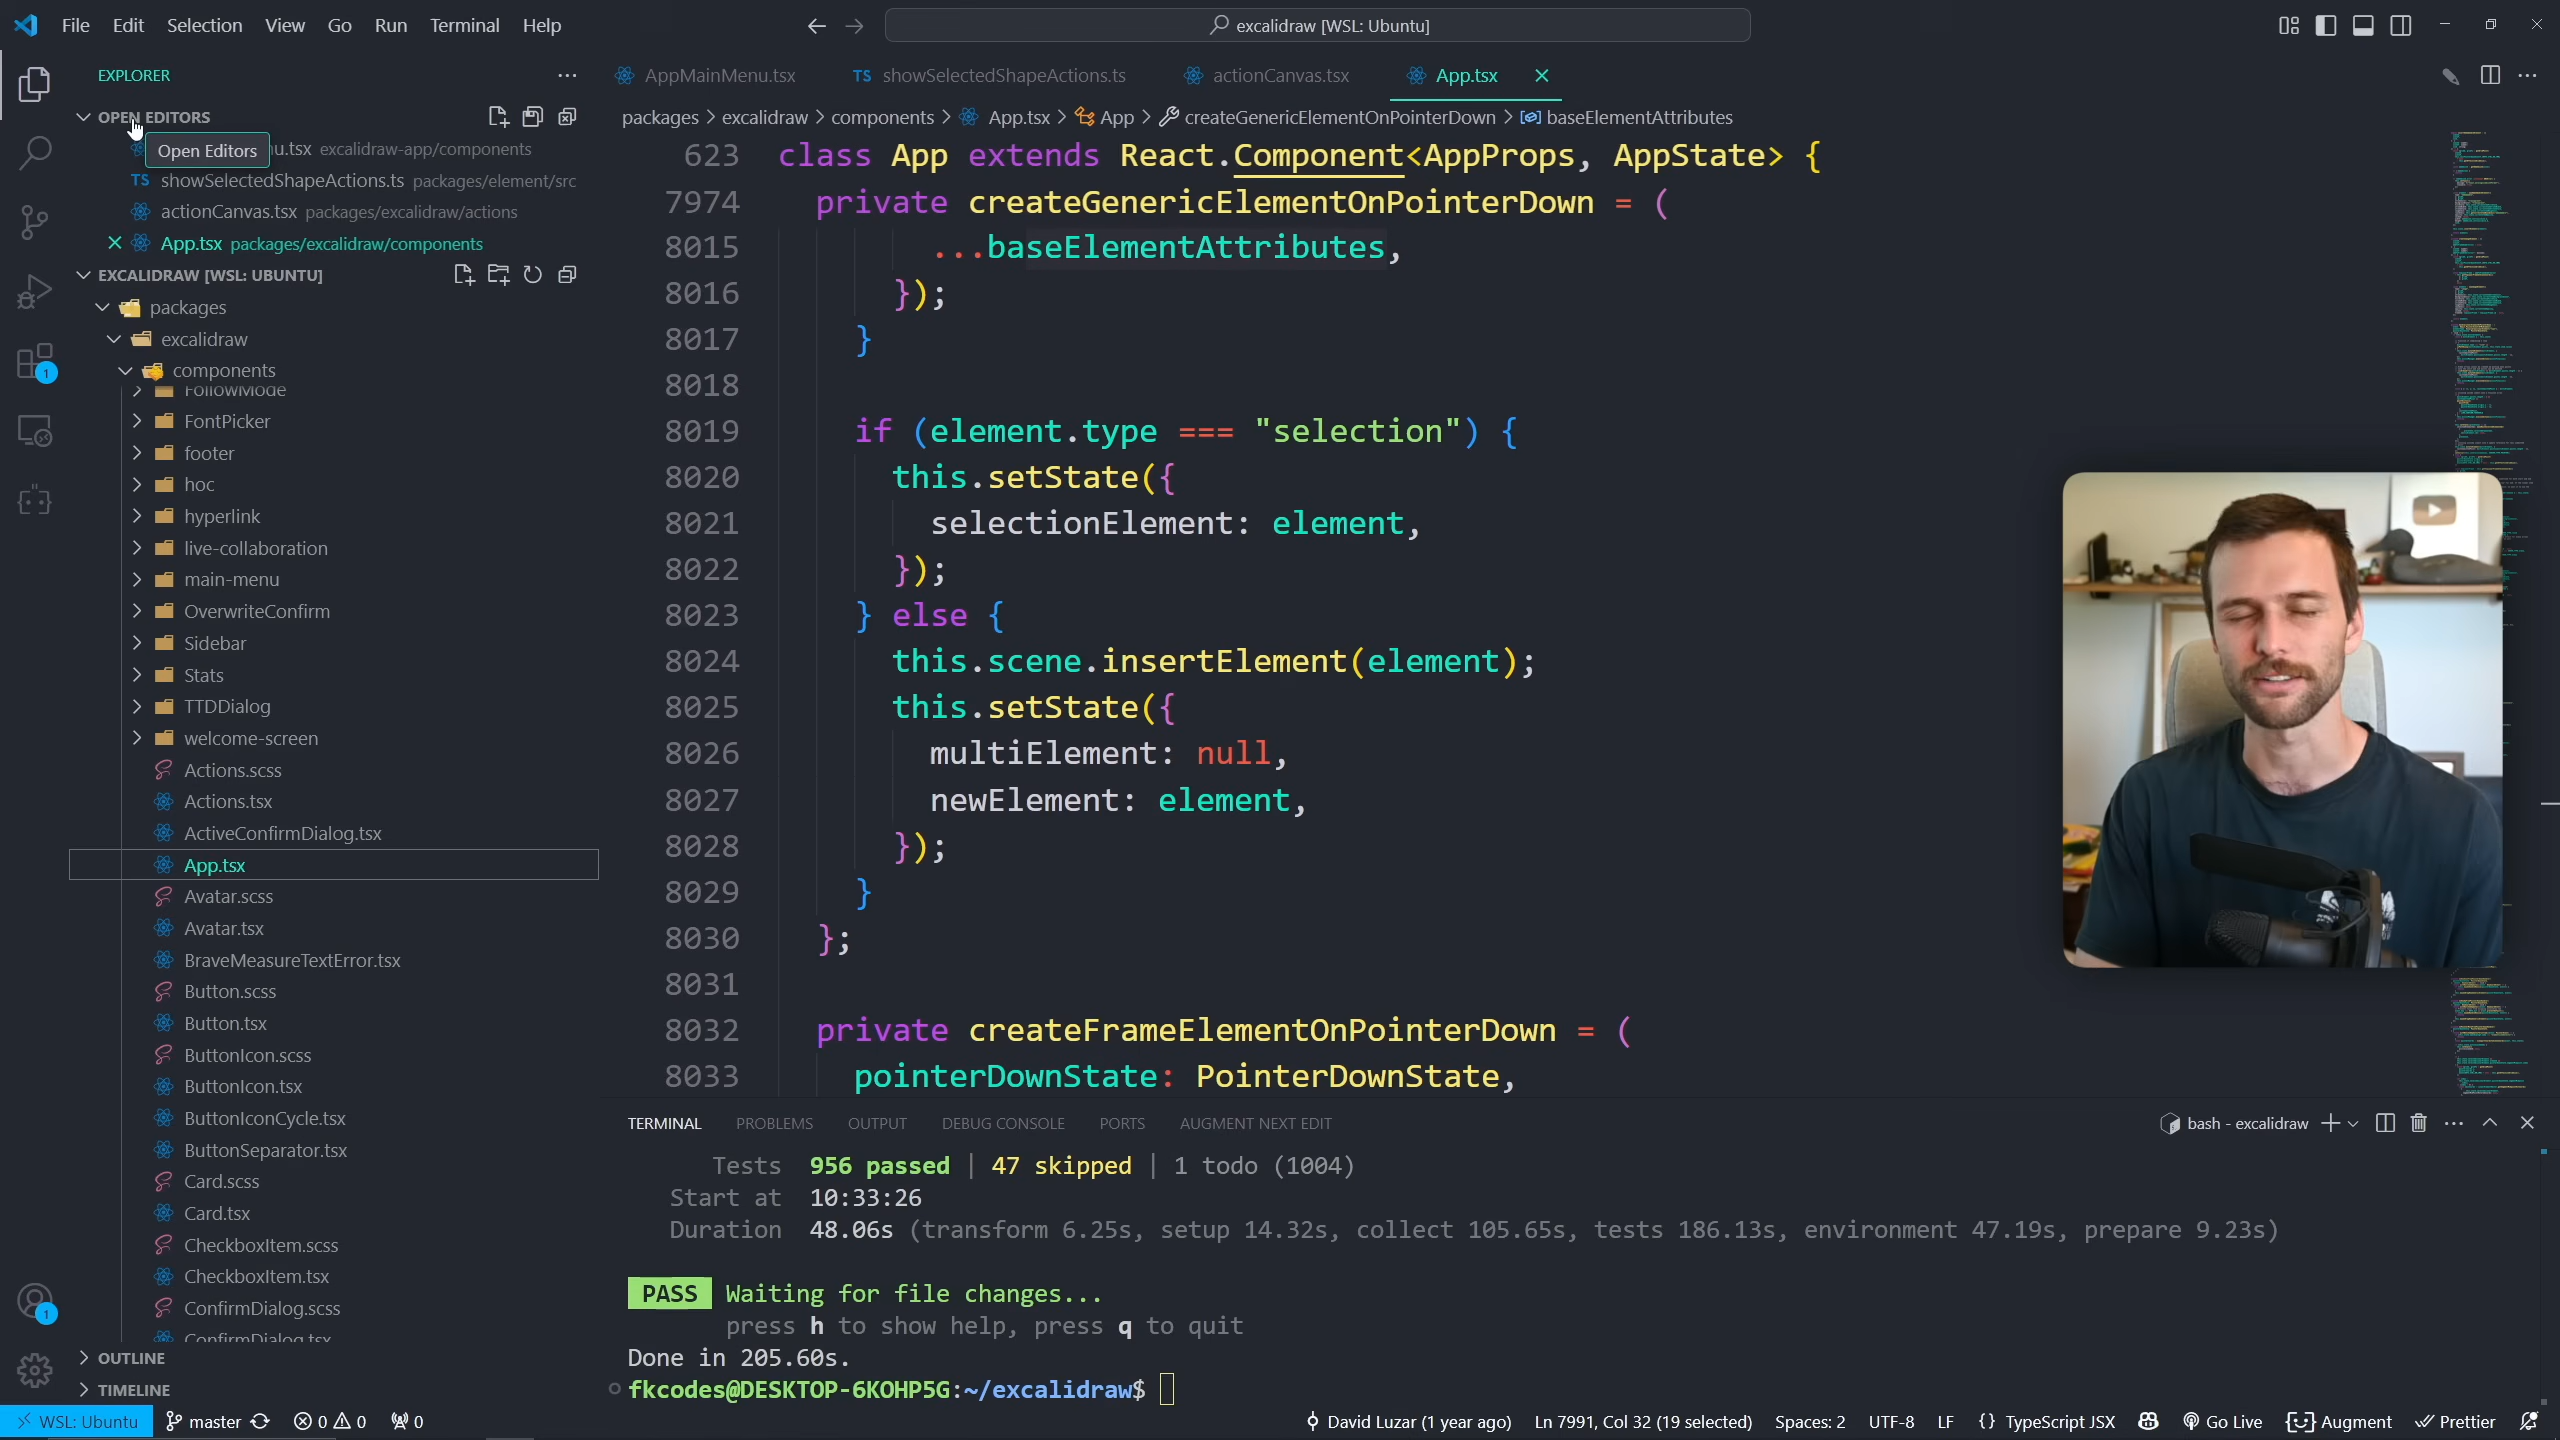 File Edit Selection View Go Run Terminal Help
excalidraw [WSL: Ubuntu]
EXPLORER
OPEN EDITORS
Open Editors
u.tsx excalidraw-app/components
TS showSelectedShapeActions.ts packages/element/src
actionCanvas.tsx packages/excalidraw/actions
App.tsx packages/excalidraw/components
EXCALIDRAW [WSL: UBUNTU]
packages
excalidraw
components
FollowMode
FontPicker
footer
hoc
hyperlink
live-collaboration
main-menu
OverwriteConfirm
Sidebar
Stats
TTDDialog
welcome-screen
Actions.scss
Actions.tsx
ActiveConfirmDialog.tsx
App.tsx
Avatar.scss
Avatar.tsx
BraveMeasureTextError.tsx
Button.scss
Button.tsx
ButtonIcon.scss
ButtonIcon.tsx
ButtonIconCycle.tsx
ButtonSeparator.tsx
Card.scss
Card.tsx
CheckboxItem.scss
CheckboxItem.tsx
ConfirmDialog.scss
ConfirmDialog.tsx
OUTLINE
TIMELINE
1
1
AppMainMenu.tsx TS showSelectedShapeActions.ts actionCanvas.tsx App.tsx
packages > excalidraw > components > App.tsx > App > createGenericElementOnPointerDown > baseElementAttributes
623 class App extends React.Component<AppProps, AppState> {
7974 private createGenericElementOnPointerDown = (
8015 ...baseElementAttributes,
8016 });
8017 }
8018
8019 if (element.type === "selection") {
8020 this.setState({
8021 selectionElement: element,
8022 });
8023 } else {
8024 this.scene.insertElement(element);
8025 this.setState({
8026 multiElement: null,
8027 newElement: element,
8028 });
8029 }
8030 };
8031
8032 private createFrameElementOnPointerDown = (
8033 pointerDownState: PointerDownState,
TERMINAL PROBLEMS OUTPUT DEBUG CONSOLE PORTS AUGMENT NEXT EDIT
bash - excalidraw
Tests 956 passed | 47 skipped | 1 todo (1004)
Start at 10:33:26
Duration 48.06s (transform 6.25s, setup 14.32s, collect 105.65s, tests 186.13s, environment 47.19s, prepare 9.23s)
PASS Waiting for file changes...
press h to show help, press q to quit
Done in 205.60s.
fkcodes@DESKTOP-6KOHP5G:~/excalidraw$
WSL: Ubuntu master 0 0 0 David Luzar (1 year ago) Ln 7991, Col 32 (19 selected) Spaces: 2 UTF-8 LF {} TypeScript JSX Go Live Augment Prettier